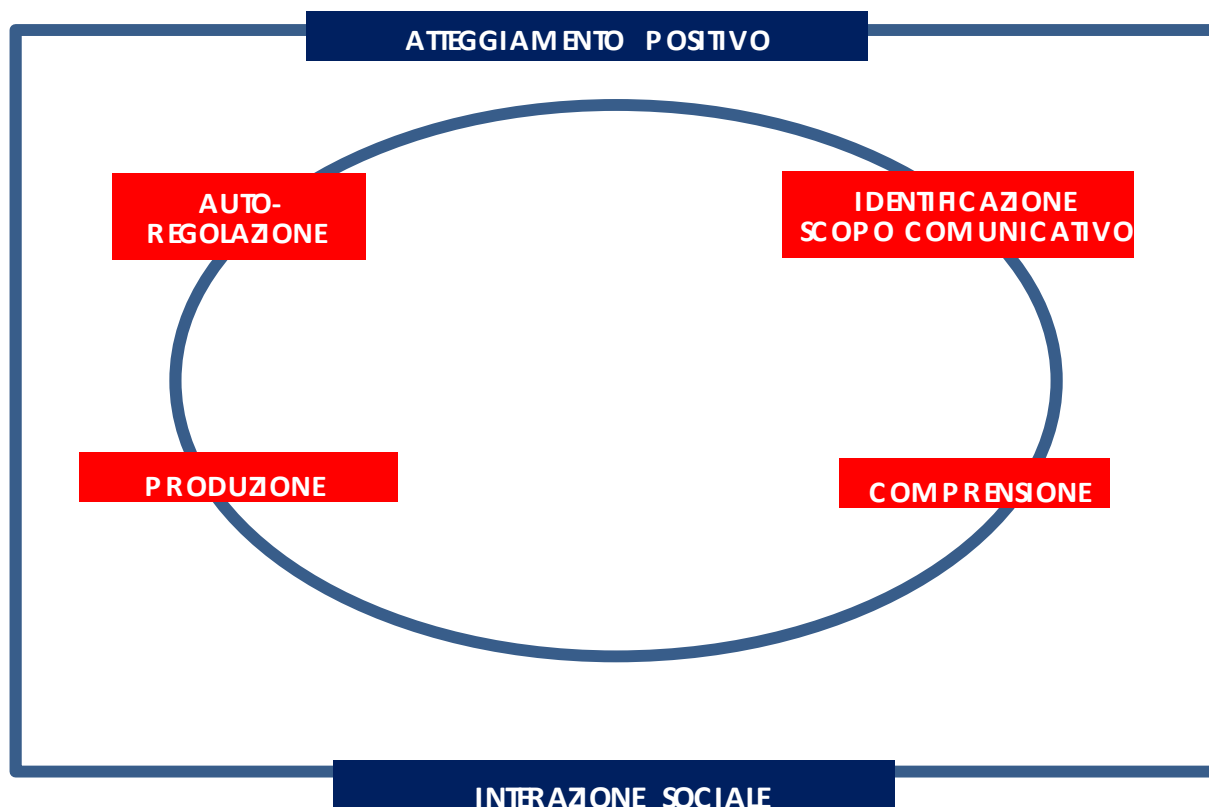 ATTEGGIAMENTO POSITIVO
AUTO-
REGOLAZIONE
IDENTIFICAZIONE
SCOPO COMUNICATIVO
PRODUZIONE
COMPRENSIONE
INTERAZIONE SOCIALE